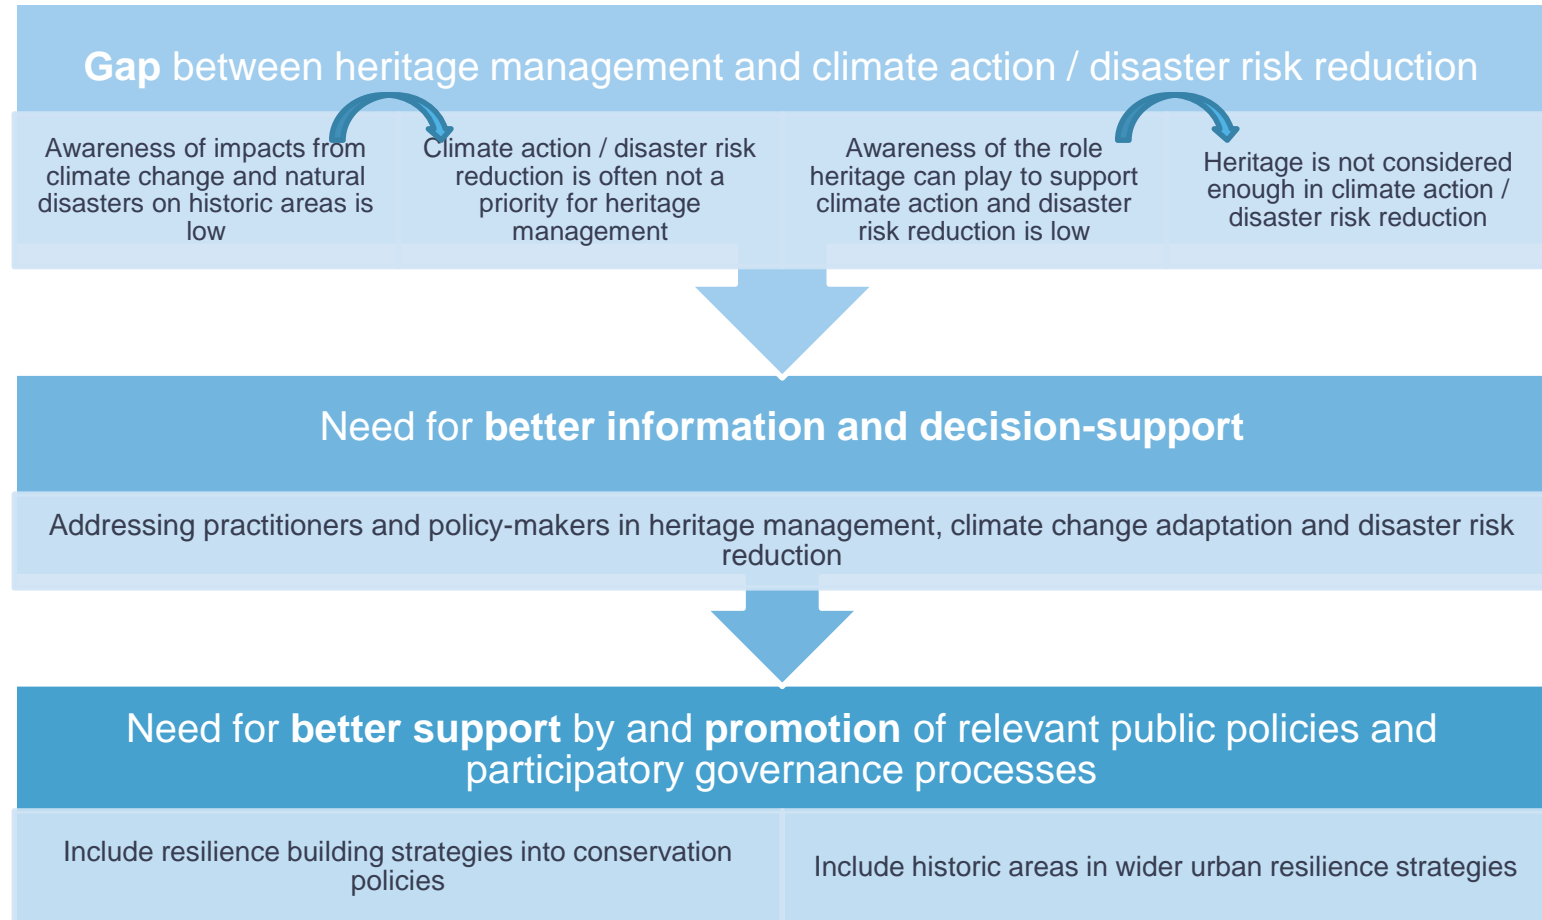 Gap between heritage management and climate action / disaster risk reduction
Awareness of impacts from
climate change and natural
disasters on historic areas is
low
Climate action / disaster risk
reduction is often not a
priority for heritage
management
Awareness of the role
heritage can play to support
climate action and disaster
risk reduction is low
Heritage is not considered
enough in climate action /
disaster risk reduction
Need for better information and decision-support
Addressing practitioners and policy-makers in heritage management, climate change adaptation and disaster risk
reduction
Need for better support by and promotion of relevant public policies and
participatory governance processes
Include resilience building strategies into conservation
policies
Include historic areas in wider urban resilience strategies